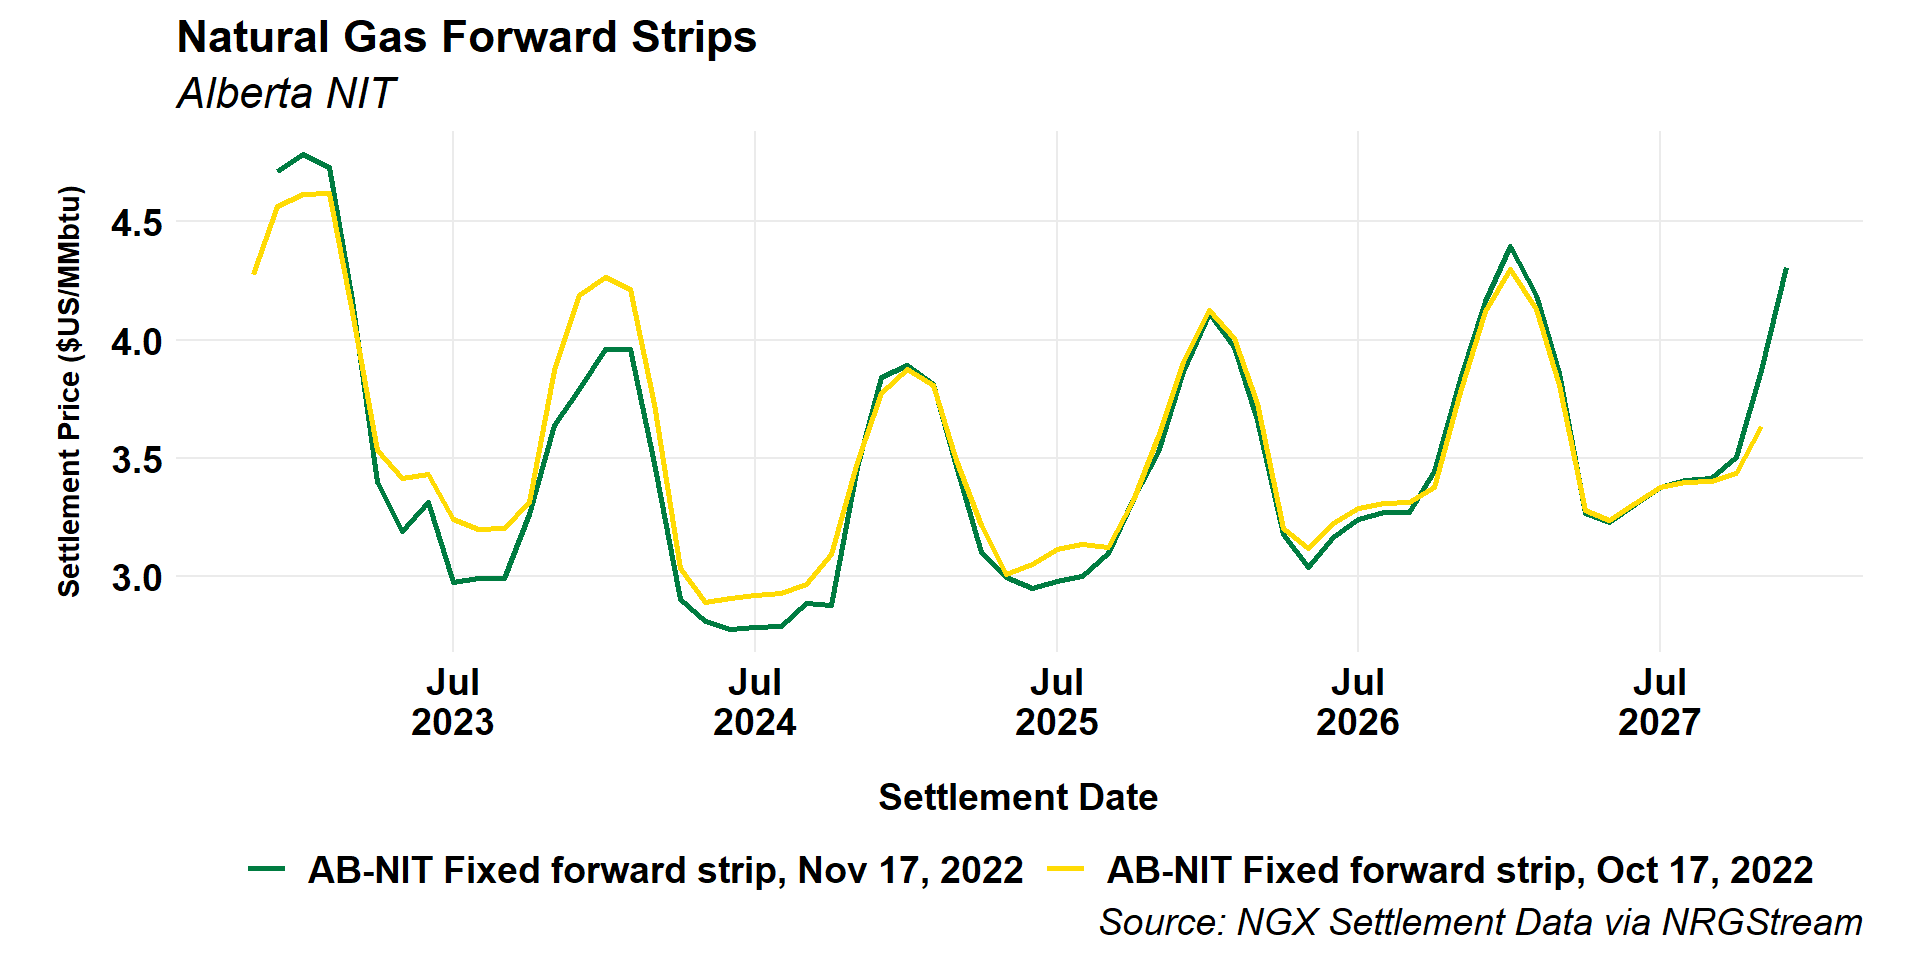 Natural Gas Forward Strips
Alberta NIT
Settlement Price ($US/MMbtu)
4.5
4.0
3.5
3.0
Jul
2023
Jul
2024
Jul
2025
Jul
2026
Jul
2027
Settlement Date
AB-NIT Fixed forward strip, Nov 17, 2022
AB-NIT Fixed forward strip, Oct 17, 2022
Source: NGX Settlement Data via NRGStream